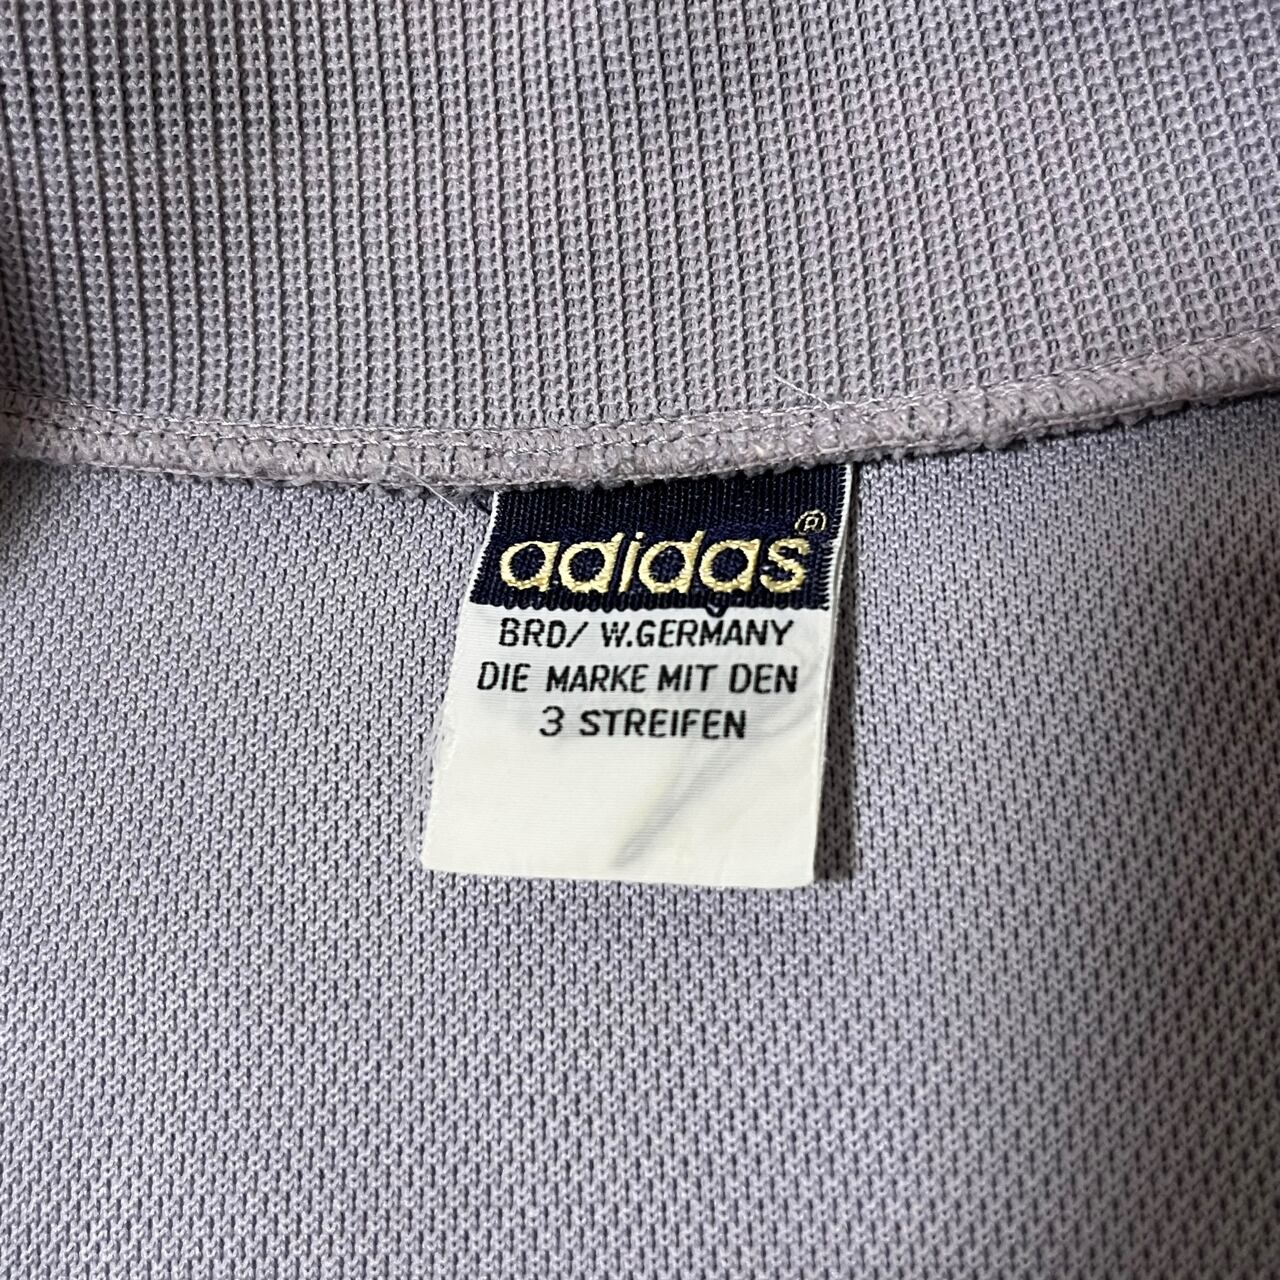 adidas®
BRD/ W.GERMANY
DIE MARKE MIT DEN
3 STREIFEN